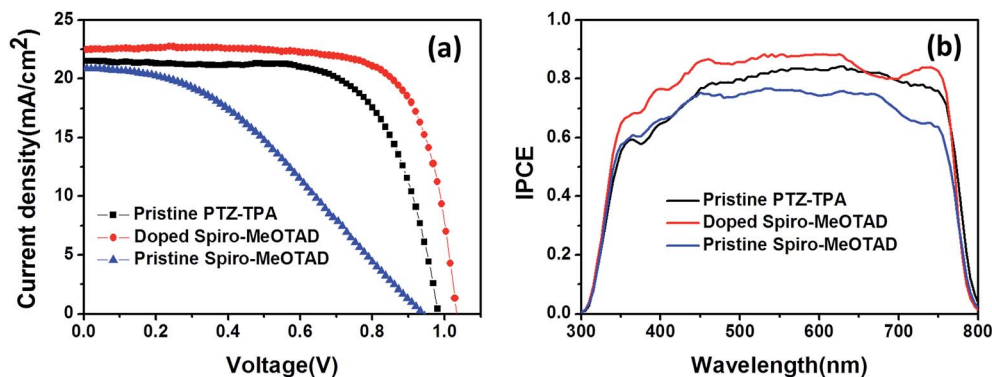 (a)
Current density(mA/cm²)
25
20
15
10
5
0
Pristine PTZ-TPA
Doped Spiro-MeOTAD
Pristine Spiro-MeOTAD
0.0 0.2 0.4 0.6 0.8 1.0
Voltage(V)
(b)
IPCE
1.0
0.8
0.6
0.4
0.2
0.0
Pristine PTZ-TPA
Doped Spiro-MeOTAD
Pristine Spiro-MeOTAD
300 400 500 600 700 800
Wavelength(nm)